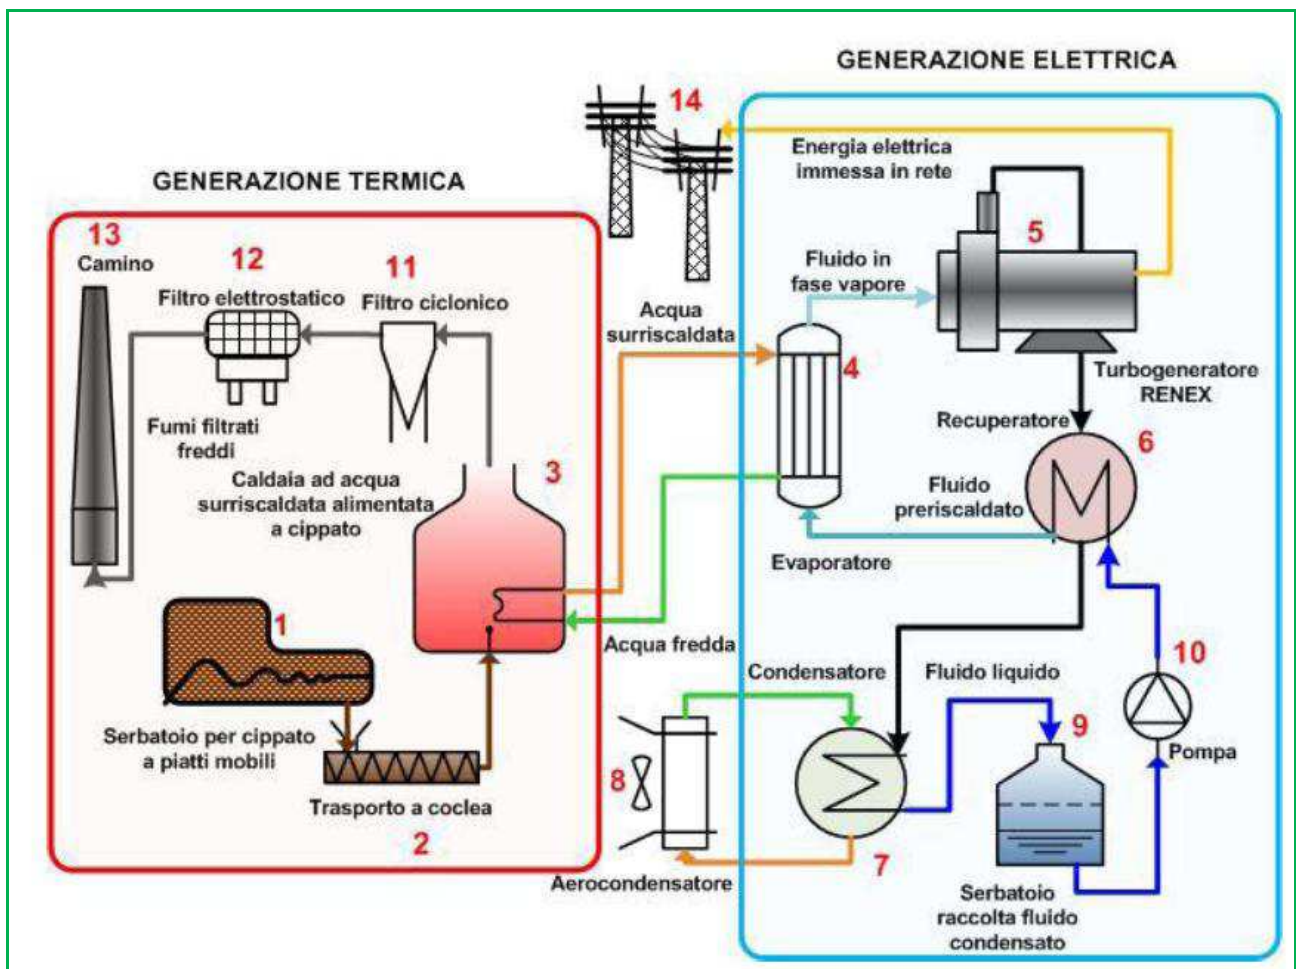 GENERAZIONE ELETTRICA
14
Energia elettrica
immessa in rete
GENERAZIONE TERMICA
13
Camino
12
Filtro elettrostatico
11
Filtro ciclonico
Acqua
surriscaldata
Fluido in
fase vapore
5
4
Turbogeneratore
RENEX
Fumi filtrati
freddi
Caldaia ad acqua
surriscaldata alimentata
a cippato
3
Recuperatore
6
Fluido
preriscaldato
Evaporatore
1
Acqua fredda
Condensatore
Fluido liquido
10
Serbatoio per cippato
a piatti mobili
9
Pompa
8
Trasporto a coclea
2
7
Aerocondensatore
Serbatoio
raccolta fluido
condensato